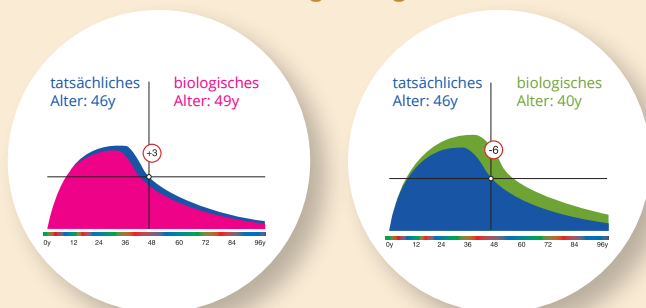 tatsächliches
Alter: 46y
biologisches
Alter: 49y
+3
0y 12 24 36 48 60 72 84 96y
tatsächliches
Alter: 46y
biologisches
Alter: 40y
-6
0y 12 24 36 48 60 72 84 96y